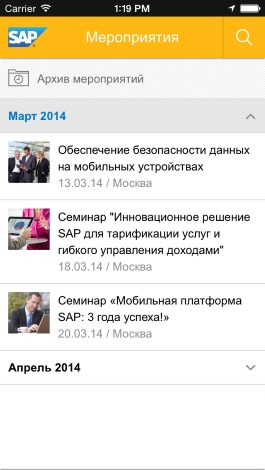 Carrier 1:19 PM
SAP Мероприятия
Архив мероприятий
Март 2014
Обеспечение безопасности данных
на мобильных устройствах
13.03.14 / Москва
Семинар "Инновационное решение
SAP для тарификации услуг и
гибкого управления доходами"
18.03.14 / Москва
Семинар «Мобильная платформа
SAP: 3 года успеха!»
20.03.14 / Москва
Апрель 2014